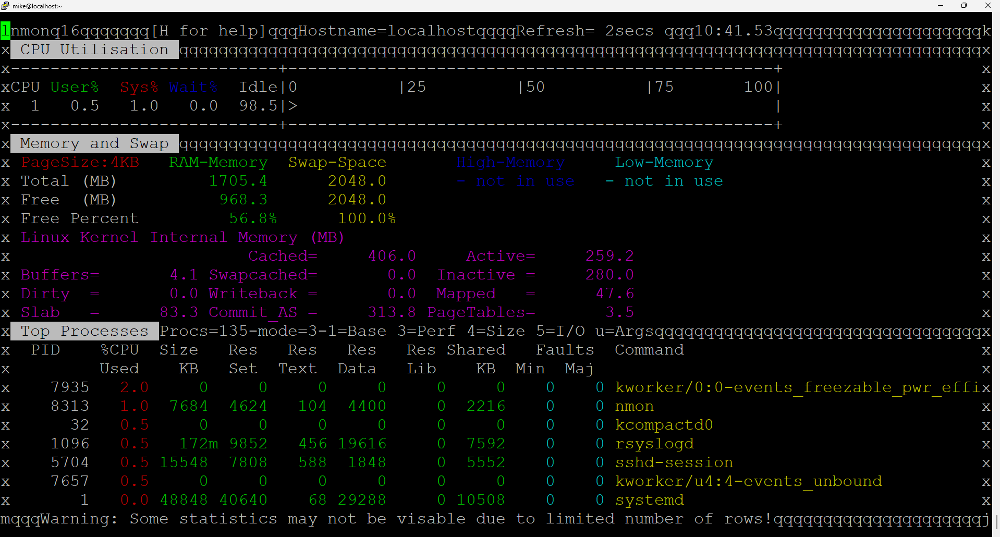 mike@localhost:~
lnmonq16qqqqqqq[H for help]qqqHostname=localhostqqqqRefresh= 2secs qqq10:41.53qqqqqqqqqqqqqqqqqqqqqk
x CPU Utilisation qqqqqqqqqqqqqqqqqqqqqqqqqqqqqqqqqqqqqqqqqqqqqqqqqqqqqqqqqqqqqqqqqqqqqqqqqqqqqqqqqx
x---------------------------+-------------------------------------------------+ x
xCPU User% Sys% Wait% Idle|0 |25 |50 |75 100| x
x 1 0.5 1.0 0.0 98.5|> | x
x---------------------------+-------------------------------------------------+ x
x Memory and Swap qqqqqqqqqqqqqqqqqqqqqqqqqqqqqqqqqqqqqqqqqqqqqqqqqqqqqqqqqqqqqqqqqqqqqqqqqqqqqqqqqx
x PageSize:4KB RAM-Memory Swap-Space High-Memory Low-Memory x
x Total (MB) 1705.4 2048.0 - not in use - not in use x
x Free (MB) 968.3 2048.0 x
x Free Percent 56.8% 100.0% x
x Linux Kernel Internal Memory (MB) x
x Cached= 406.0 Active= 259.2 x
x Buffers= 4.1 Swapcached= 0.0 Inactive = 280.0 x
x Dirty = 0.0 Writeback = 0.0 Mapped = 47.6 x
x Slab = 83.3 Commit_AS = 313.8 PageTables= 3.5 x
x Top Processes Procs=135-mode=3-1=Base 3=Perf 4=Size 5=I/O u=Argsqqqqqqqqqqqqqqqqqqqqqqqqqqqqqqqqqx
x PID %CPU Size Res Res Res Res Shared Faults Command x
x Used KB Set Text Data Lib KB Min Maj x
x 7935 2.0 0 0 0 0 0 0 0 0 kworker/0:0-events_freezable_pwr_effix
x 8313 1.0 7684 4624 104 4400 0 2216 0 0 nmon x
x 32 0.5 0 0 0 0 0 0 0 0 kcompactd0 x
x 1096 0.5 172m 9852 456 19616 0 7592 0 0 rsyslogd x
x 5704 0.5 15548 7808 588 1848 0 5552 0 0 sshd-session x
x 7657 0.5 0 0 0 0 0 0 0 0 kworker/u4:4-events_unbound x
x 1 0.0 48848 40640 68 29288 0 10508 0 0 systemd x
mqqqWarning: Some statistics may not be visable due to limited number of rows!qqqqqqqqqqqqqqqqqqqqqj